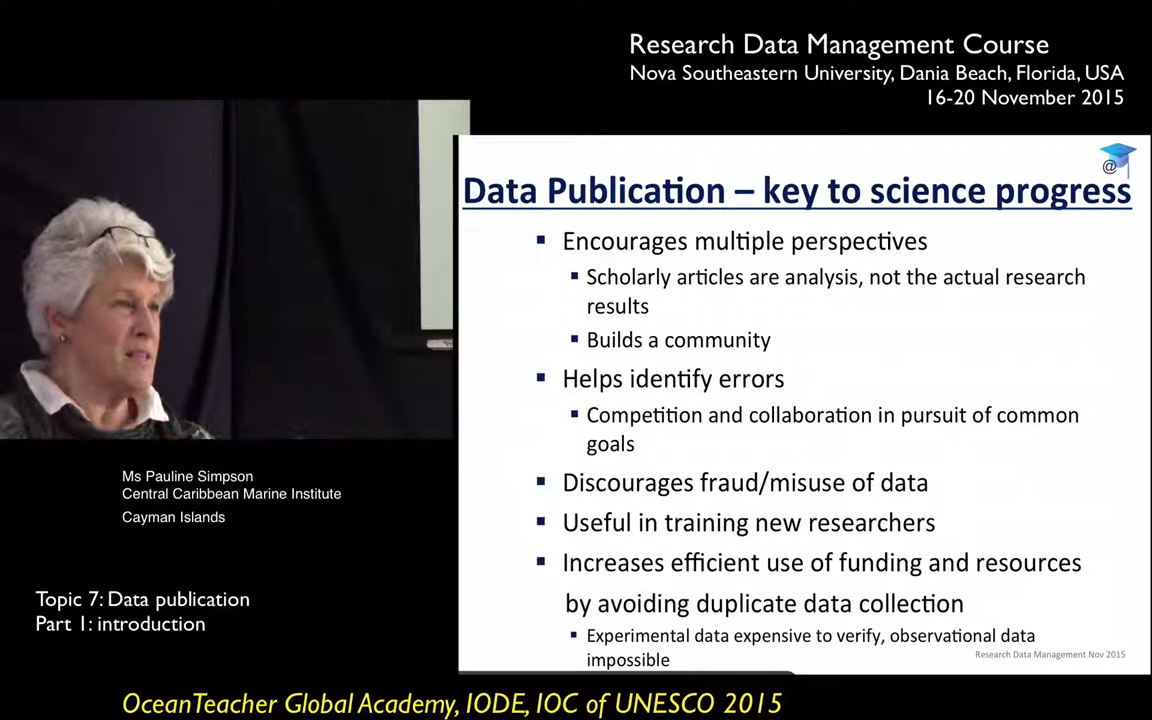 Research Data Management Course
Nova Southeastern University, Dania Beach, Florida, USA
16-20 November 2015
@
Data Publication – key to science progress
▪ Encourages multiple perspectives
▪ Scholarly articles are analysis, not the actual research
results
▪ Builds a community
▪ Helps identify errors
▪ Competition and collaboration in pursuit of common
goals
▪ Discourages fraud/misuse of data
▪ Useful in training new researchers
▪ Increases efficient use of funding and resources
by avoiding duplicate data collection
▪ Experimental data expensive to verify, observational data
impossible
Research Data Management Nov 2015
Ms Pauline Simpson
Central Caribbean Marine Institute
Cayman Islands
Topic 7: Data publication
Part 1: introduction
OceanTeacher Global Academy, IODE, IOC of UNESCO 2015